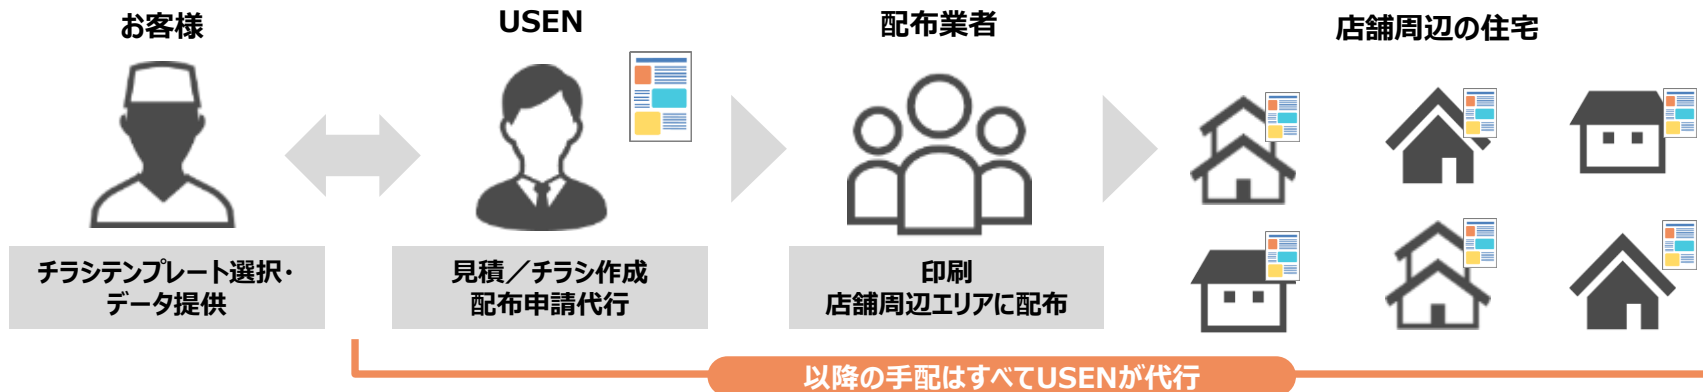 お客様
USEN
配布業者
店舗周辺の住宅
チラシテンプレート選択・
データ提供
見積／チラシ作成
配布申請代行
印刷
店舗周辺エリアに配布
以降の手配はすべてUSENが代行